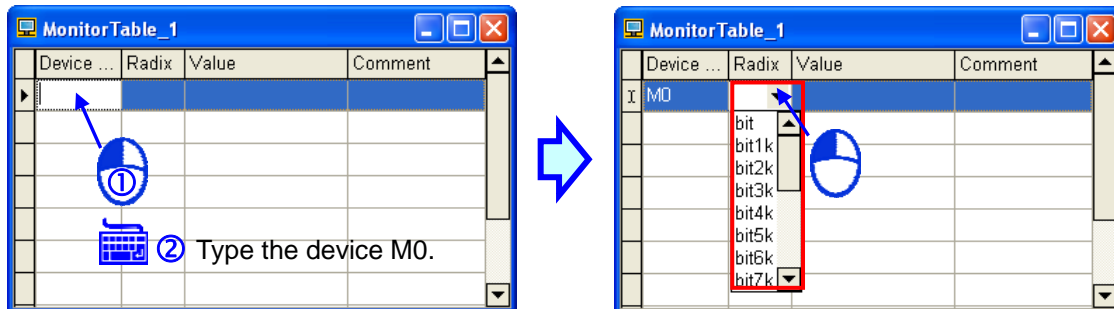 MonitorTable_1
Device ... Radix Value Comment
①
② Type the device M0.
MonitorTable_1
Device ... Radix Value Comment
M0
bit
bit1k
bit2k
bit3k
bit4k
bit5k
bit6k
bit7k